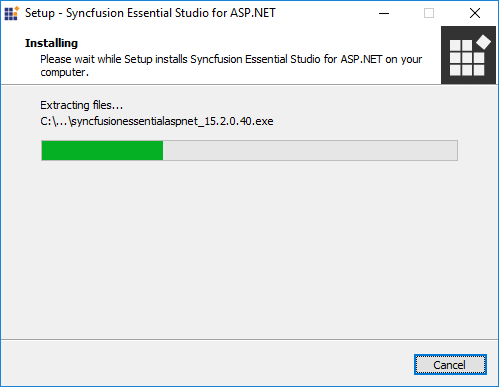 Setup - Syncfusion Essential Studio for ASP.NET
Installing
Please wait while Setup installs Syncfusion Essential Studio for ASP.NET on your
computer.
Extracting files...
C:\...\syncfusionessentialaspnet_15.2.0.40.exe
Cancel